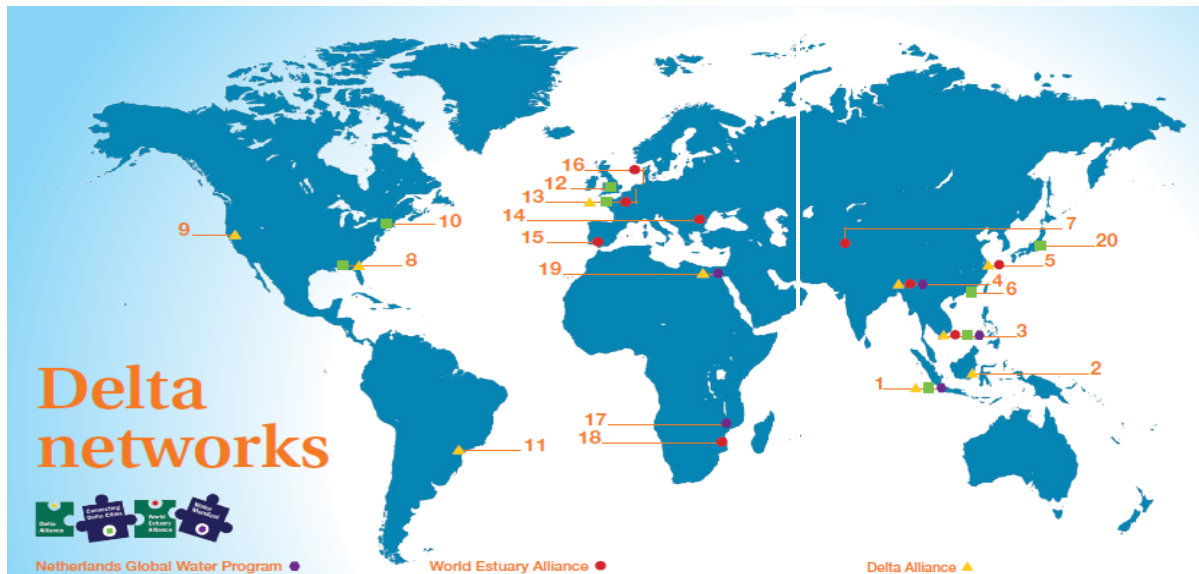 16
12
13
14
15
19
7
20
5
4
6
3
2
1
9
10
8
11
17
18
Delta
networks
Delta
Alliance
Connecting
Delta Cities
World
Estuary
Alliance
Water
Mondiaal
Netherlands Global Water Program
World Estuary Alliance
Delta Alliance